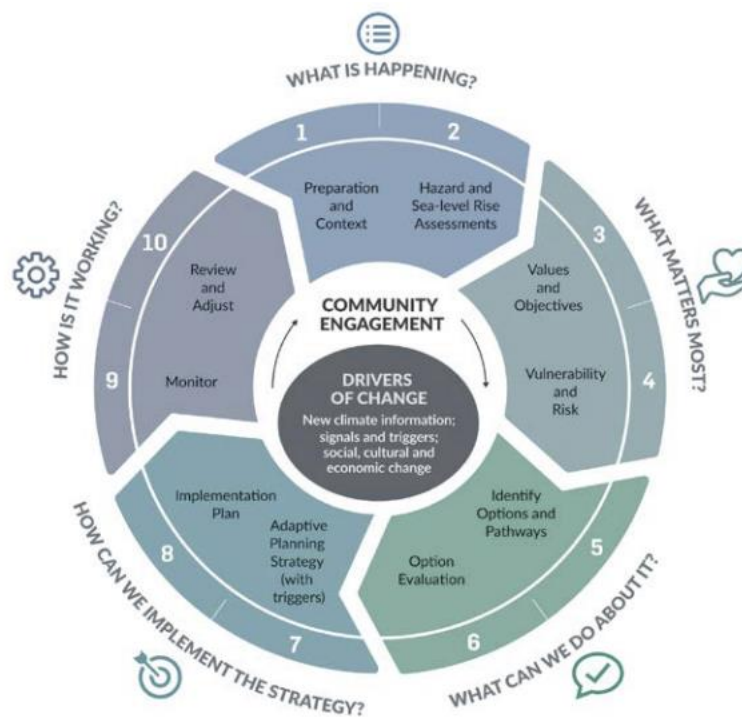 WHAT IS HAPPENING?
1
2
Preparation
and
Context
Hazard and
Sea-level Rise
Assessments
WHAT MATTERS MOST?
3
Values
and
Objectives
4
Vulnerability
and
Risk
WHAT CAN WE DO ABOUT IT?
5
Identify
Options and
Pathways
6
Option
Evaluation
HOW CAN WE IMPLEMENT THE STRATEGY?
7
Adaptive
Planning
Strategy
(with
triggers)
8
Implementation
Plan
HOW IS IT WORKING?
9
Monitor
10
Review
and
Adjust
COMMUNITY
ENGAGEMENT
DRIVERS
OF CHANGE
New climate information;
signals and triggers;
social, cultural and
economic change